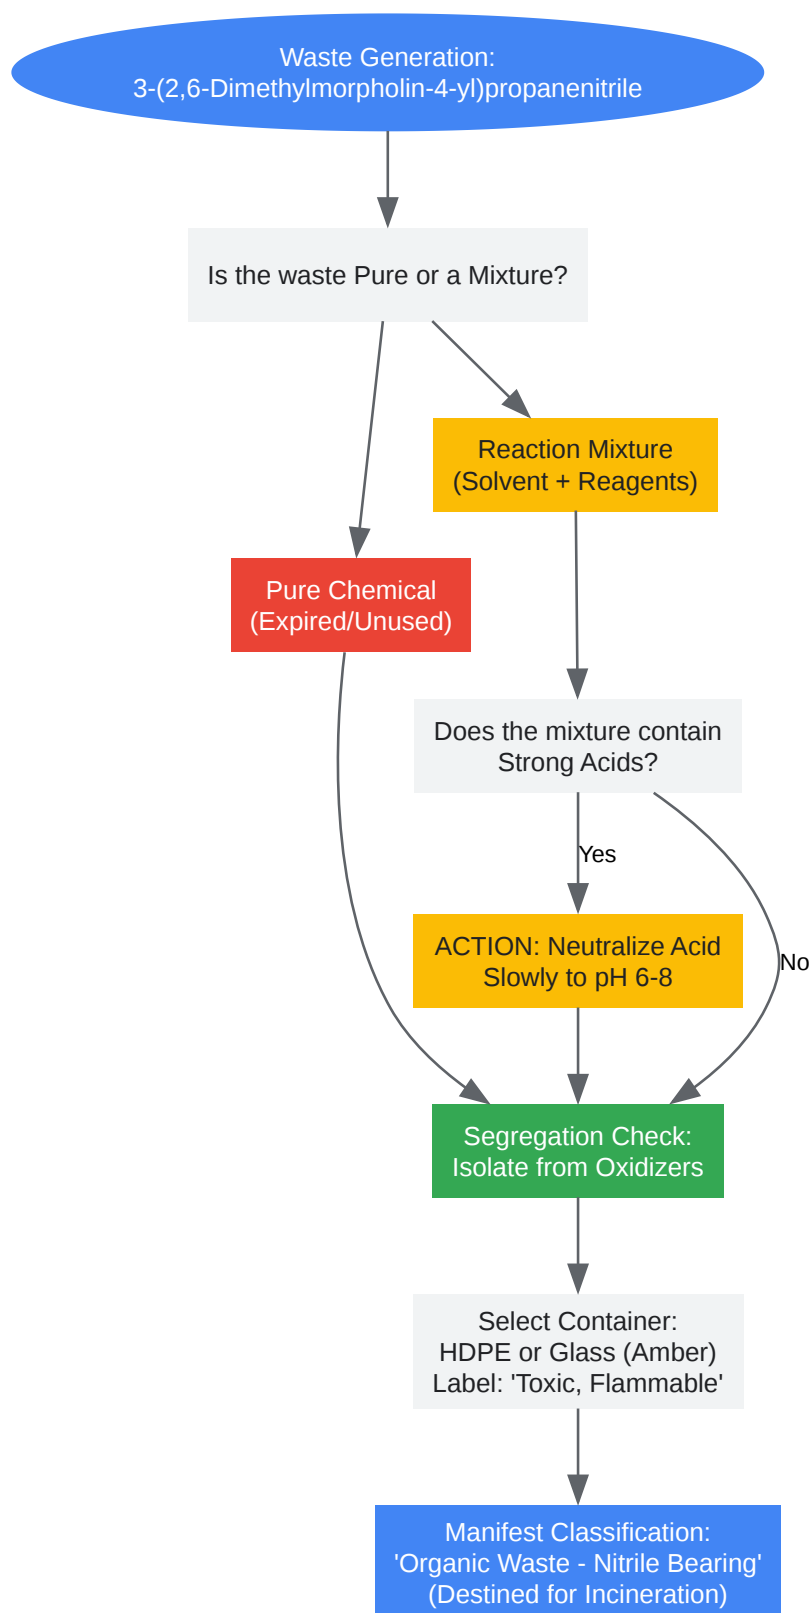 Waste Generation:
3-(2,6-Dimethylmorpholin-4-yl)propanenitrile
Is the waste Pure or a Mixture?
Reaction Mixture
(Solvent + Reagents)
Pure Chemical
(Expired/Unused)
Does the mixture contain
Strong Acids?
Yes
ACTION: Neutralize Acid
Slowly to pH 6-8
No
Segregation Check:
Isolate from Oxidizers
Select Container:
HDPE or Glass (Amber)
Label: 'Toxic, Flammable'
Manifest Classification:
'Organic Waste - Nitrile Bearing'
(Destined for Incineration)